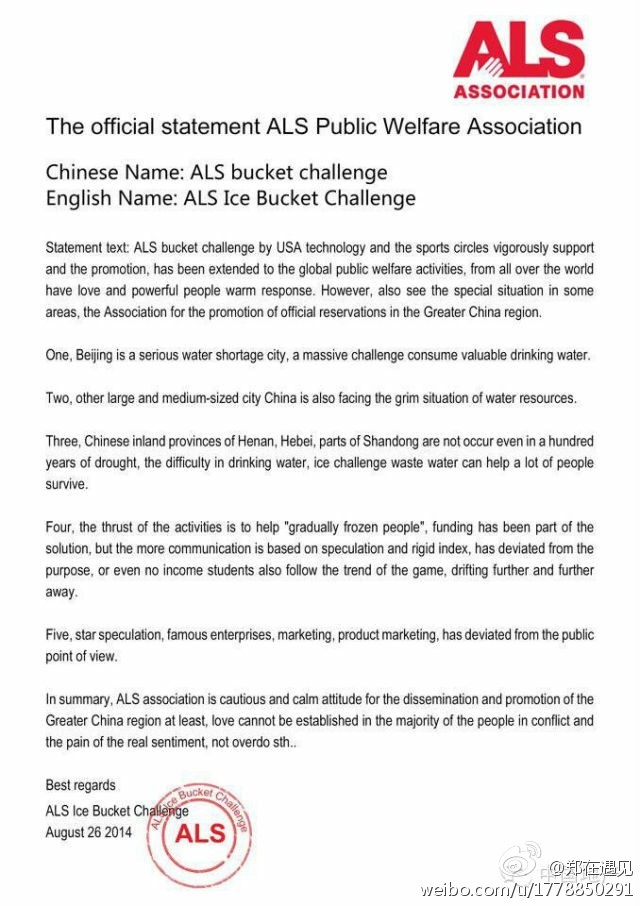 ALS
ASSOCIATION
The official statement ALS Public Welfare Association
Chinese Name: ALS bucket challenge
English Name: ALS Ice Bucket Challenge
Statement text: ALS bucket challenge by USA technology and the sports circles vigorously support
and the promotion, has been extended to the global public welfare activities, from all over the world
have love and powerful people warm response. However, also see the special situation in some
areas, the Association for the promotion of official reservations in the Greater China region.
One, Beijing is a serious water shortage city, a massive challenge consume valuable drinking water.
Two, other large and medium-sized city China is also facing the grim situation of water resources.
Three, Chinese inland provinces of Henan, Hebei, parts of Shandong are not occur even in a hundred
years of drought, the difficulty in drinking water, ice challenge waste water can help a lot of people
survive.
Four, the thrust of the activities is to help "gradually frozen people", funding has been part of the
solution, but the more communication is based on speculation and rigid index, has deviated from the
purpose, or even no income students also follow the trend of the game, drifting further and further
away.
Five, star speculation, famous enterprises, marketing, product marketing, has deviated from the public
point of view.
In summary, ALS association is cautious and calm attitude for the dissemination and promotion of the
Greater China region at least, love cannot be established in the majority of the people in conflict and
the pain of the real sentiment, not overdo sth..
Best regards
ALS Ice Bucket Challenge
August 26 2014
ALS Ice Bucket Challenge
ALS
@郑在遇见
weibo.com/u/1778850291